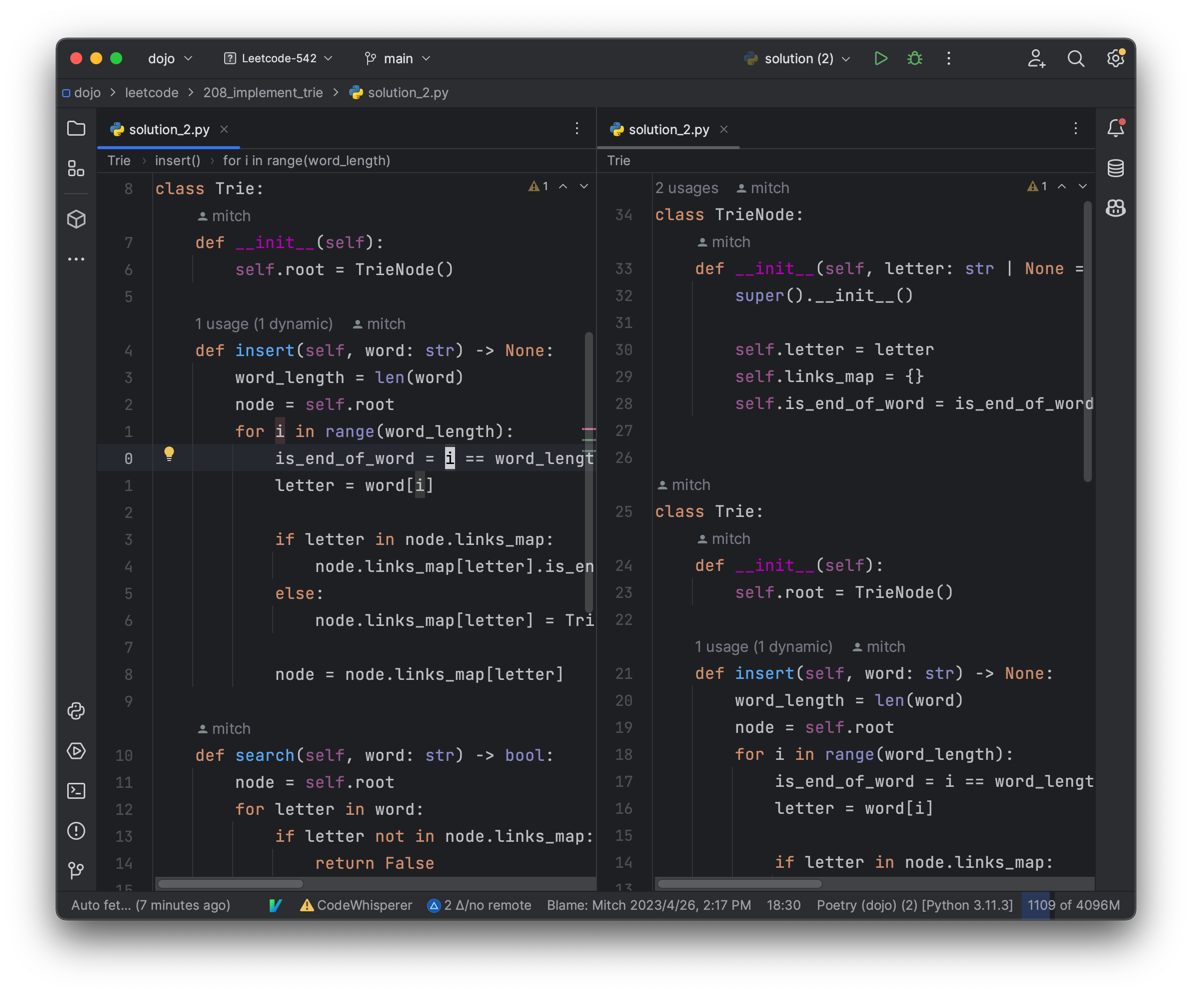 dojo Leetcode-542 main solution (2)
dojo leetcode 208_implement_trie solution_2.py
solution_2.py
Trie insert() for i in range(word_length)
8 class Trie: 1
mitch
7 def __init__(self):
6 self.root = TrieNode()
5
1 usage (1 dynamic) mitch
4 def insert(self, word: str) -> None:
3 word_length = len(word)
2 node = self.root
1 for i in range(word_length):
0 is_end_of_word = i == word_lengt
1 letter = word[i]
2
3 if letter in node.links_map:
4 node.links_map[letter].is_en
5 else:
6 node.links_map[letter] = Tri
7
8 node = node.links_map[letter]
9
mitch
10 def search(self, word: str) -> bool:
11 node = self.root
12 for letter in word:
13 if letter not in node.links_map:
14 return False
15
solution_2.py
Trie
2 usages mitch 1
34 class TrieNode:
mitch
33 def __init__(self, letter: str | None =
32 super().__init__()
31
30 self.letter = letter
29 self.links_map = {}
28 self.is_end_of_word = is_end_of_word
27
26
mitch
25 class Trie:
mitch
24 def __init__(self):
23 self.root = TrieNode()
22
1 usage (1 dynamic) mitch
21 def insert(self, word: str) -> None:
20 word_length = len(word)
19 node = self.root
18 for i in range(word_length):
17 is_end_of_word = i == word_lengt
16 letter = word[i]
15
14 if letter in node.links_map:
13
Auto fet... (7 minutes ago) CodeWhisperer 2 Δ/no remote Blame: Mitch 2023/4/26, 2:17 PM 18:30 Poetry (dojo) (2) [Python 3.11.3] 1109 of 4096M